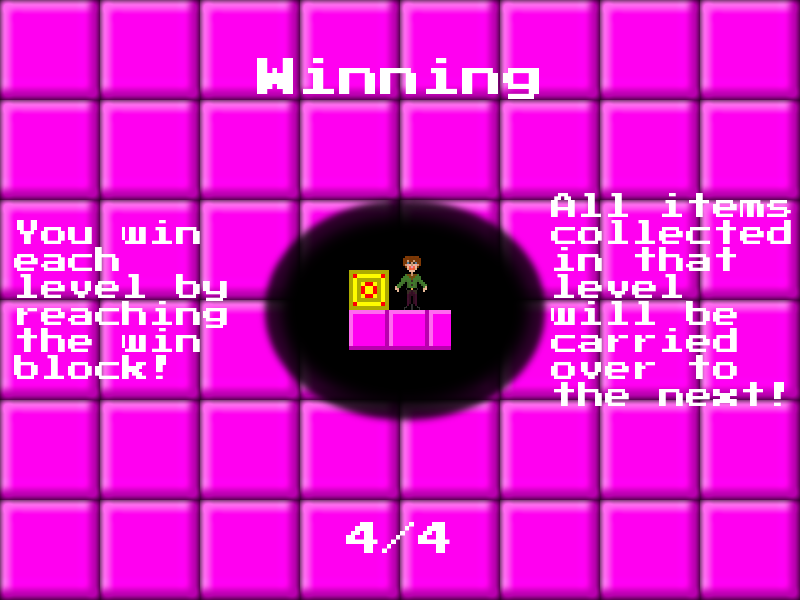 Winning
You win
each
level by
reaching
the win
block!
All items
collected
in that
level
will be
carried
over to
the next!
4/4